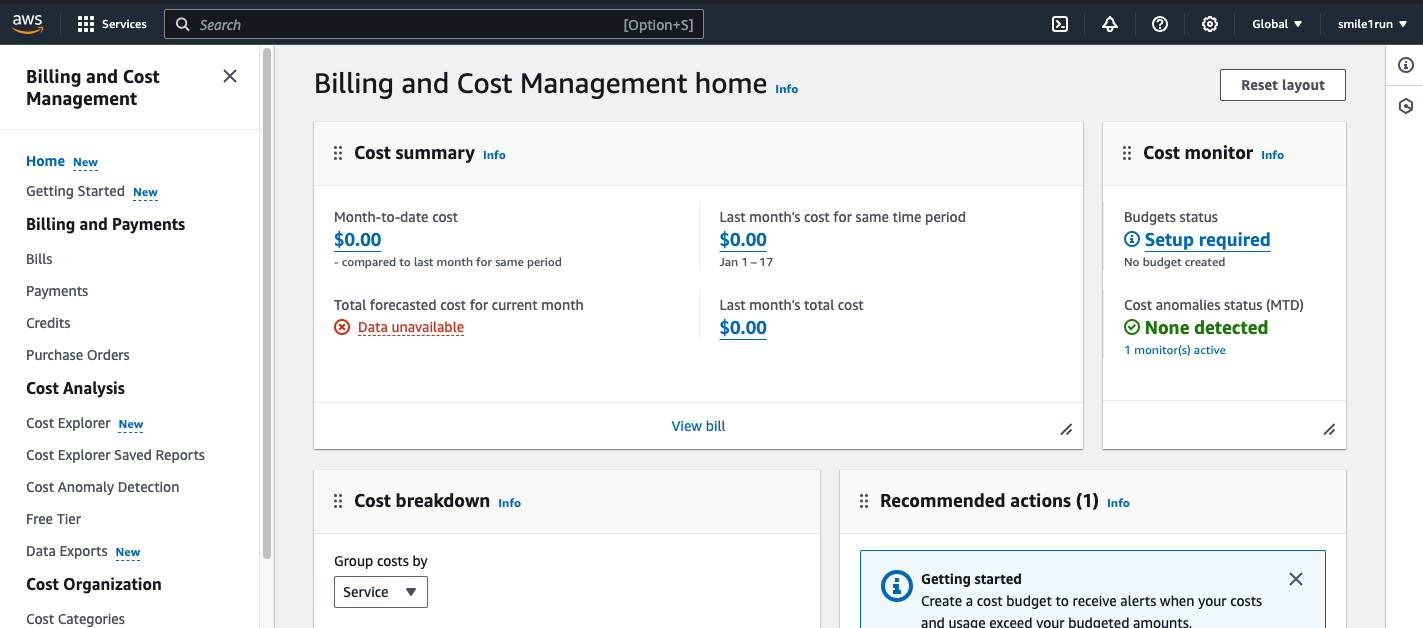 aws
Services
Search
[Option+S]
Global
smile1run
Billing and Cost
Management
Home New
Getting Started New
Billing and Payments
Bills
Payments
Credits
Purchase Orders
Cost Analysis
Cost Explorer New
Cost Explorer Saved Reports
Cost Anomaly Detection
Free Tier
Data Exports New
Cost Organization
Cost Categories
Billing and Cost Management home Info
Reset layout
Cost summary Info
Month-to-date cost
$0.00
- compared to last month for same period
Last month's cost for same time period
$0.00
Jan 1 – 17
Total forecasted cost for current month
Data unavailable
Last month's total cost
$0.00
View bill
Cost monitor Info
Budgets status
Setup required
No budget created
Cost anomalies status (MTD)
None detected
1 monitor(s) active
Cost breakdown Info
Group costs by
Service
Recommended actions (1) Info
Getting started
Create a cost budget to receive alerts when your costs
and usage exceed your budgeted amounts.